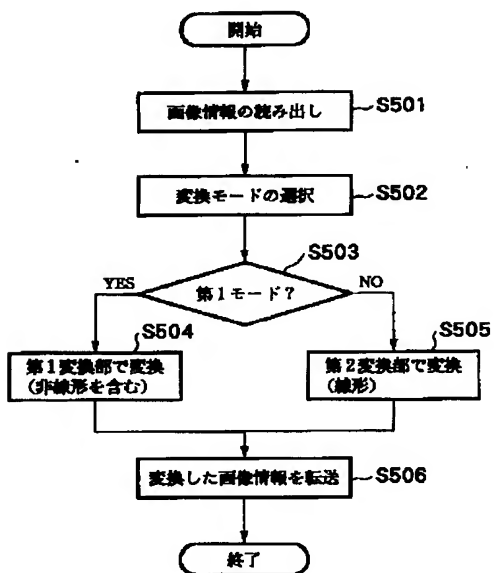 開始
画像情報の読み出し
S501
変換モードの選択
S502
S503
YES
第1モード?
NO
S504
S505
第1変換部で変換
(非線形を含む)
第2変換部で変換
(線形)
変換した画像情報を転送
S506
終了